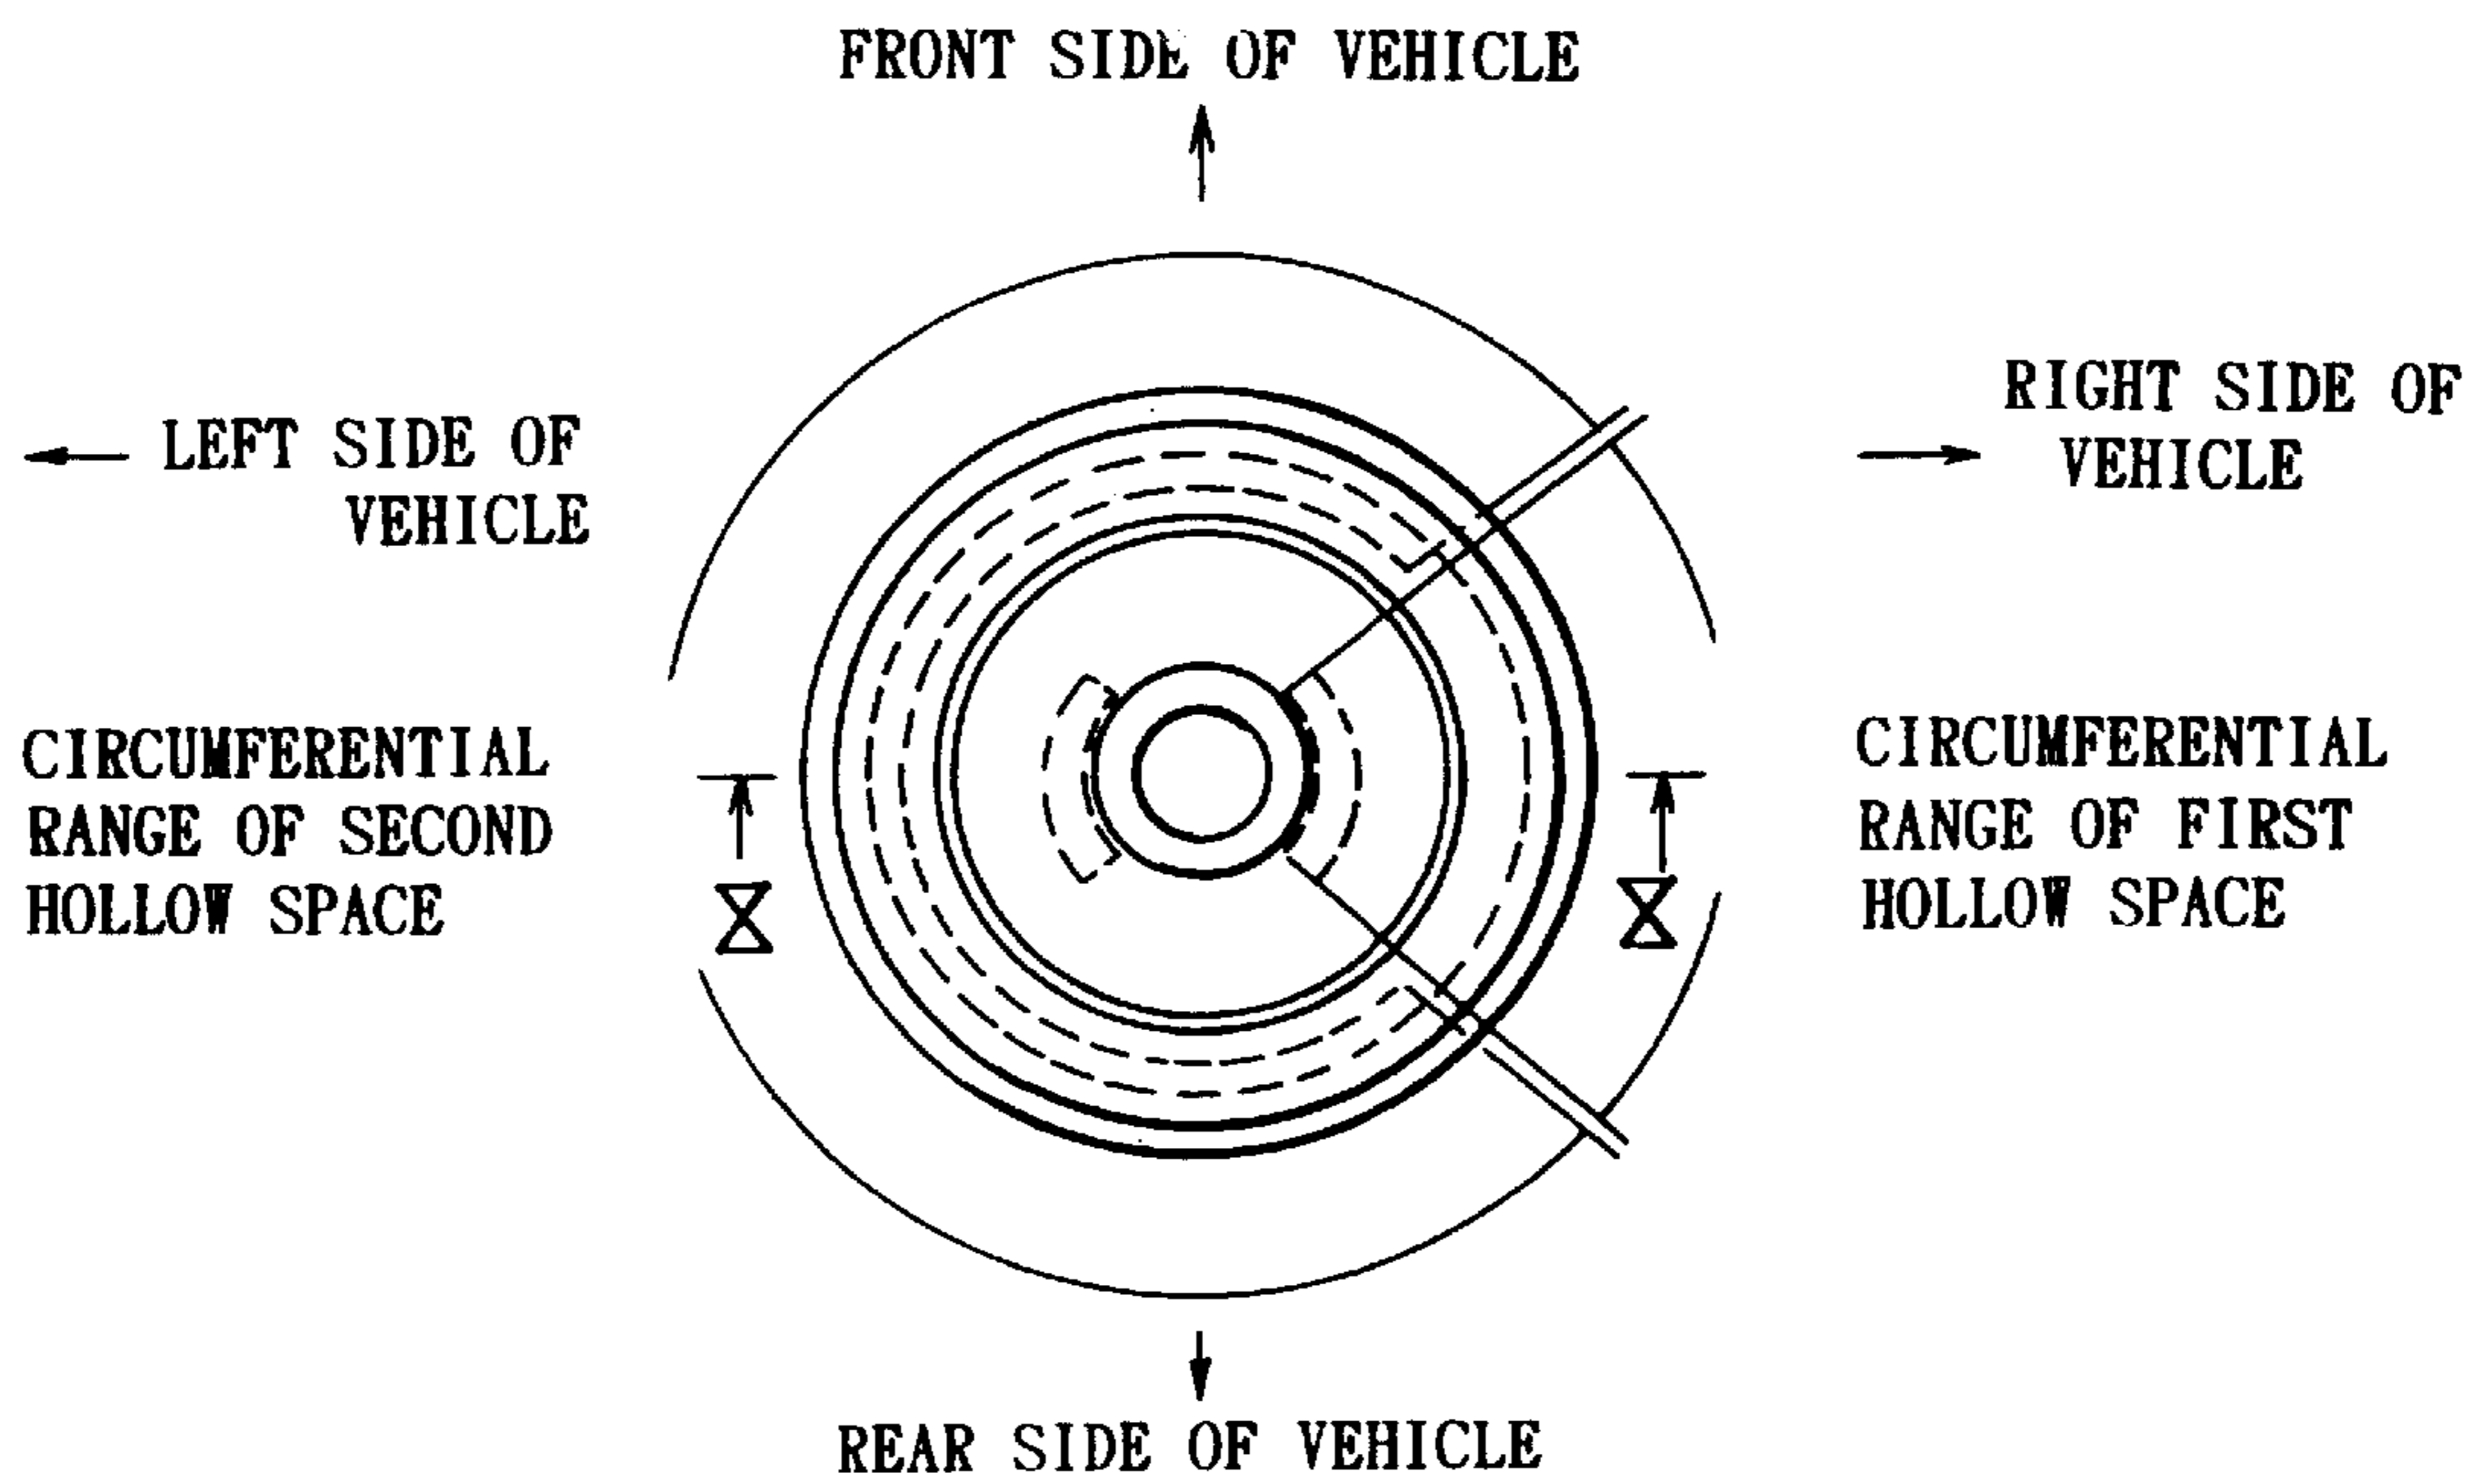 FRONT SIDE OF VEHICLE
LEFT SIDE OF
VEHICLE
RIGHT SIDE OF
VEHICLE
CIRCUMFERENTIAL
RANGE OF SECOND
HOLLOW SPACE
CIRCUMFERENTIAL
RANGE OF FIRST
HOLLOW SPACE
REAR SIDE OF VEHICLE